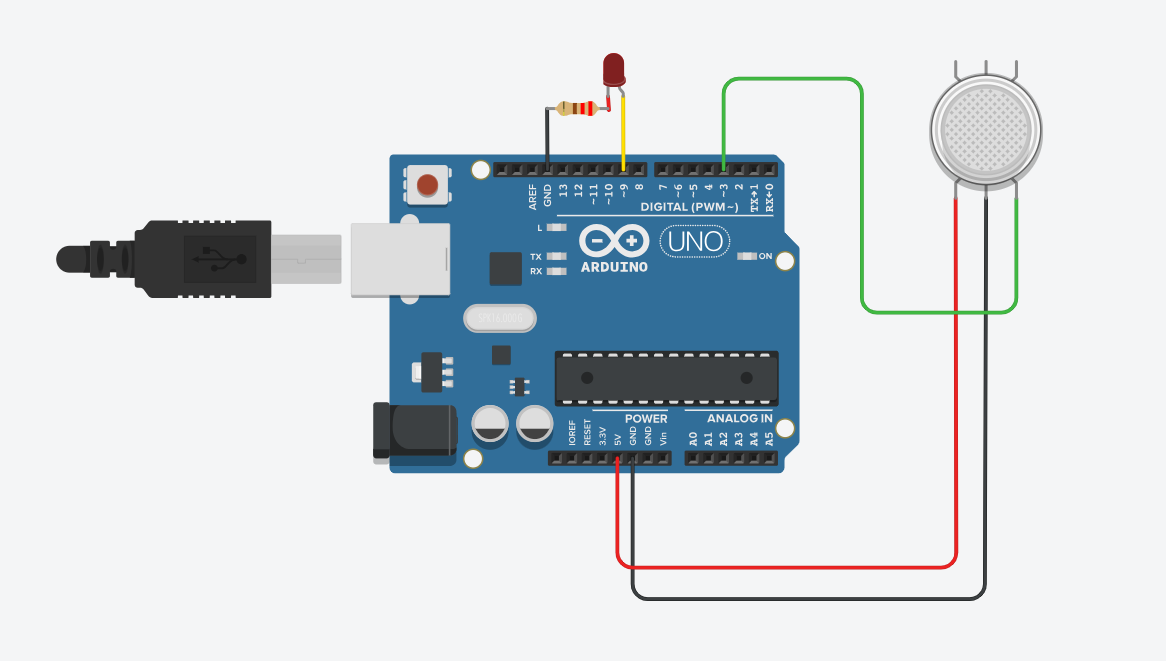 AREF
GND
13
12
~11
~10
~9
8
7
~6
~5
4
~3
2
TX→1
RX←0
DIGITAL (PWM~)
L
TX
RX
UNO
ARDUINO
ON
POWER
ANALOG IN
IOREF
RESET
3.3V
5V
GND
GND
Vin
A0
A1
A2
A3
A4
A5